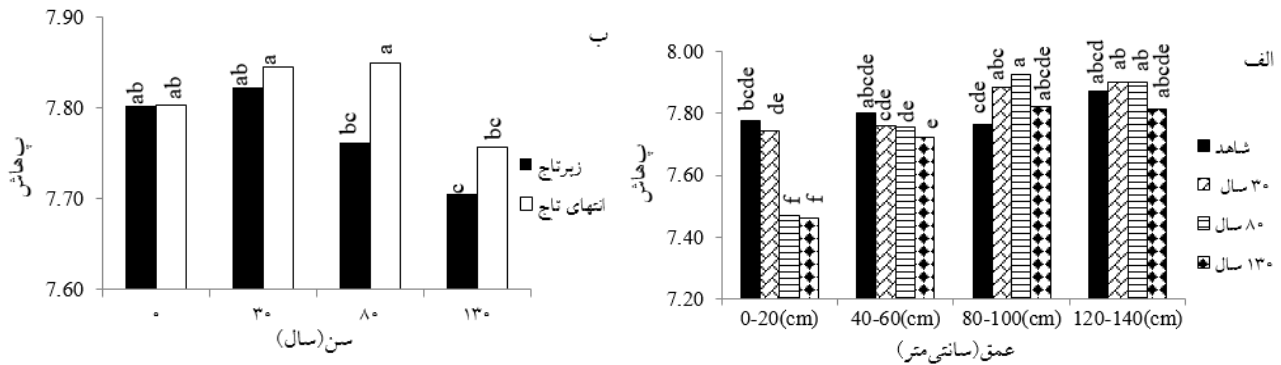 ب
7.90
7.80
7.70
7.60
پ‌هاش
ab ab ab a bc a c bc
۰ ۳۰ ۸۰ ۱۳۰
سن(سال)
زیرتاج
انتهای تاج
الف
8.00
7.80
7.60
7.40
7.20
پ‌هاش
bcde de f f abcde cde de e cde abc a abcde abcd ab ab abcde
0-20(cm) 40-60(cm) 80-100(cm) 120-140(cm)
عمق(سانتی‌متر)
شاهد
۳۰ سال
۸۰ سال
۱۳۰ سال